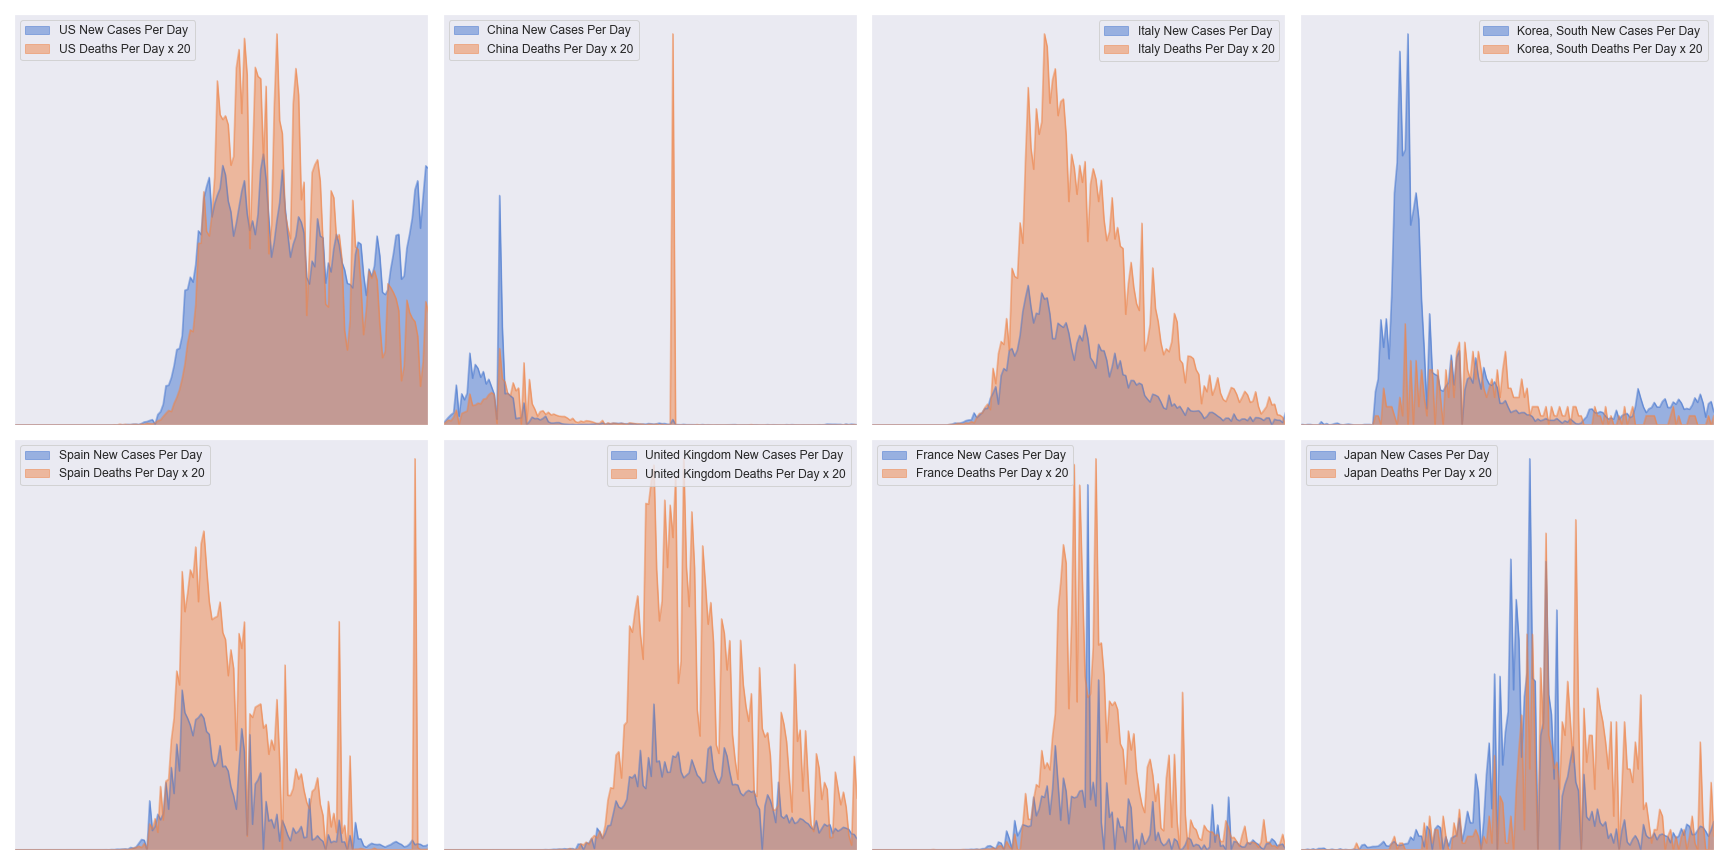 US New Cases Per Day
US Deaths Per Day x 20
China New Cases Per Day
China Deaths Per Day x 20
Italy New Cases Per Day
Italy Deaths Per Day x 20
Korea, South New Cases Per Day
Korea, South Deaths Per Day x 20
Spain New Cases Per Day
Spain Deaths Per Day x 20
United Kingdom New Cases Per Day
United Kingdom Deaths Per Day x 20
France New Cases Per Day
France Deaths Per Day x 20
Japan New Cases Per Day
Japan Deaths Per Day x 20